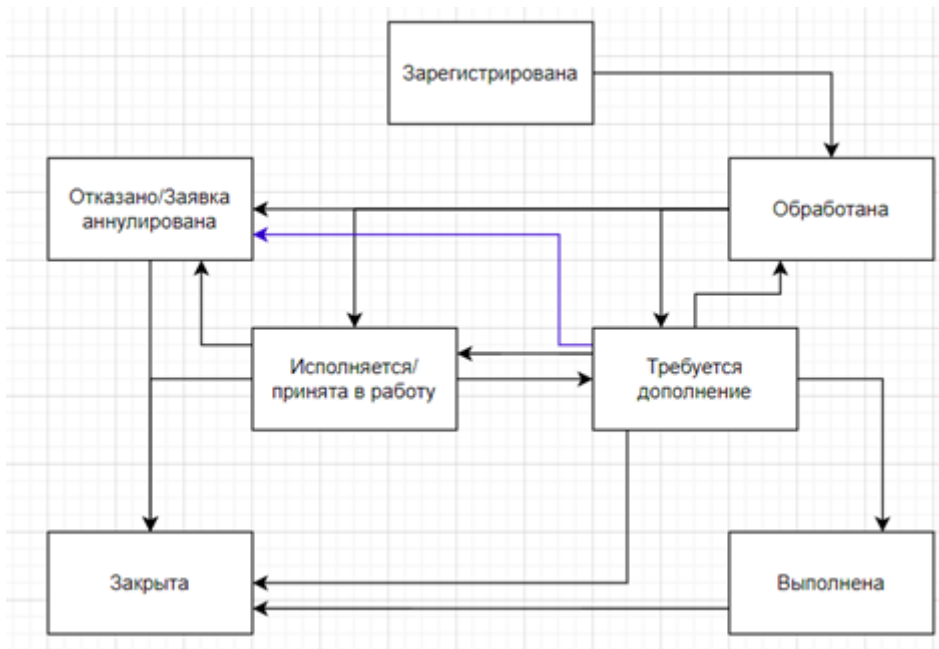 Зарегистрирована
Отказано/Заявка
аннулирована
Обработана
Исполняется/
принята в работу
Требуется
дополнение
Закрыта
Выполнена